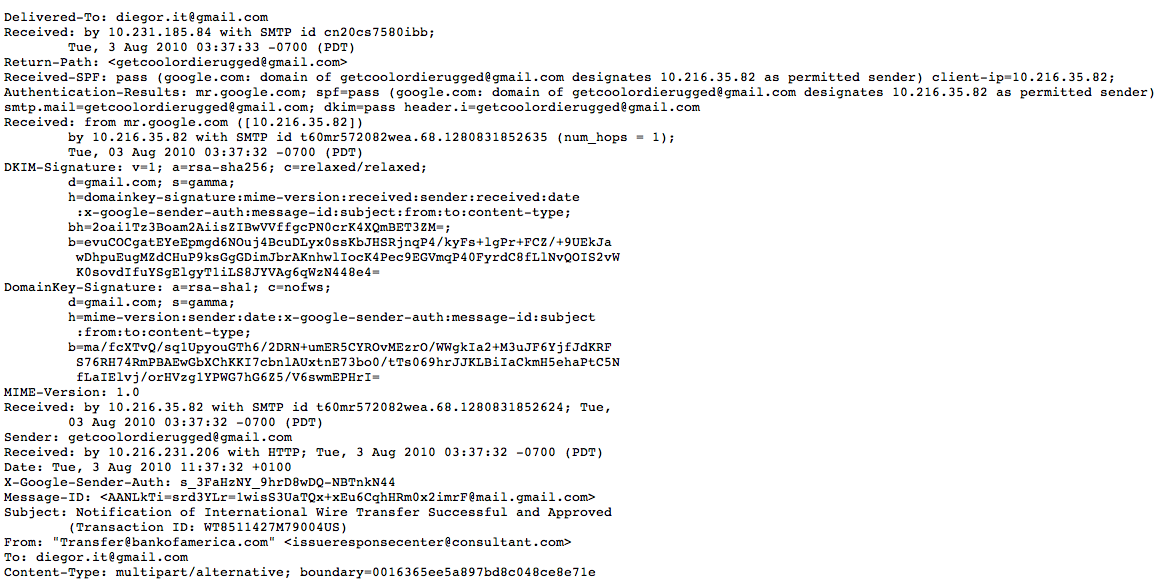 Delivered-To: diegor.it@gmail.com
Received: by 10.231.185.84 with SMTP id cn20cs7580ibb;
Tue, 3 Aug 2010 03:37:33 -0700 (PDT)
Return-Path: <getcoolordierugged@gmail.com>
Received-SPF: pass (google.com: domain of getcoolordierugged@gmail.com designates 10.216.35.82 as permitted sender) client-ip=10.216.35.82;
Authentication-Results: mr.google.com; spf=pass (google.com: domain of getcoolordierugged@gmail.com designates 10.216.35.82 as permitted sender)
smtp.mail=getcoolordierugged@gmail.com; dkim=pass header.i=getcoolordierugged@gmail.com
Received: from mr.google.com ([10.216.35.82])
by 10.216.35.82 with SMTP id t60mr572082wea.68.1280831852635 (num_hops = 1);
Tue, 03 Aug 2010 03:37:32 -0700 (PDT)
DKIM-Signature: v=1; a=rsa-sha256; c=relaxed/relaxed;
d=gmail.com; s=gamma;
h=domainkey-signature:mime-version:received:sender:received:date
:x-google-sender-auth:message-id:subject:from:to:content-type;
bh=2oailTz3Boam2AiisZIBwVVffgcPN0crK4XQmBET3ZM=;
b=evuCOCgatEYeEpmgd6NOuj4BcuDLyx0ssKbJHSRjnqP4/kyFs+lgPr+FCZ/+9UEkJa
wDhpuEugMZdCHuP9ksGgGDimJbrAKnhwlIocK4Pec9EGVmqP40FyrdC8fLlNvQOIS2vW
K0sovdIfuYSgElgyTliLS8JYVAg6qWzN448e4=
DomainKey-Signature: a=rsa-sha1; c=nofws;
d=gmail.com; s=gamma;
h=mime-version:sender:date:x-google-sender-auth:message-id:subject
:from:to:content-type;
b=ma/fcXTvQ/sqlUpyouGTh6/2DRN+umER5CYROvMEzrO/WWgkIa2+M3uJF6YjfJdKRF
S76RH74RmPBAEwGbXChKKI7cbnlAUxtnE73bo0/tTs069hrJJKLBiIaCkmH5ehaPtC5N
fLaIElvj/orHVzg1YPWG7hG6Z5/V6swmEPHrI=
MIME-Version: 1.0
Received: by 10.216.35.82 with SMTP id t60mr572082wea.68.1280831852624; Tue,
03 Aug 2010 03:37:32 -0700 (PDT)
Sender: getcoolordierugged@gmail.com
Received: by 10.216.231.206 with HTTP; Tue, 3 Aug 2010 03:37:32 -0700 (PDT)
Date: Tue, 3 Aug 2010 11:37:32 +0100
X-Google-Sender-Auth: s_3FaHzNY_9hrD8wDQ-NBTnkN44
Message-ID: <AANLkTi=srd3YLr=1wisS3UaTQx+xEu6CqhHRm0x2imrF@mail.gmail.com>
Subject: Notification of International Wire Transfer Successful and Approved
(Transaction ID: WT8511427M79004US)
From: "Transfer@bankofamerica.com" <issueresponsecenter@consultant.com>
To: diegor.it@gmail.com
Content-Type: multipart/alternative; boundary=0016365ee5a897bd8c048ce8e71e